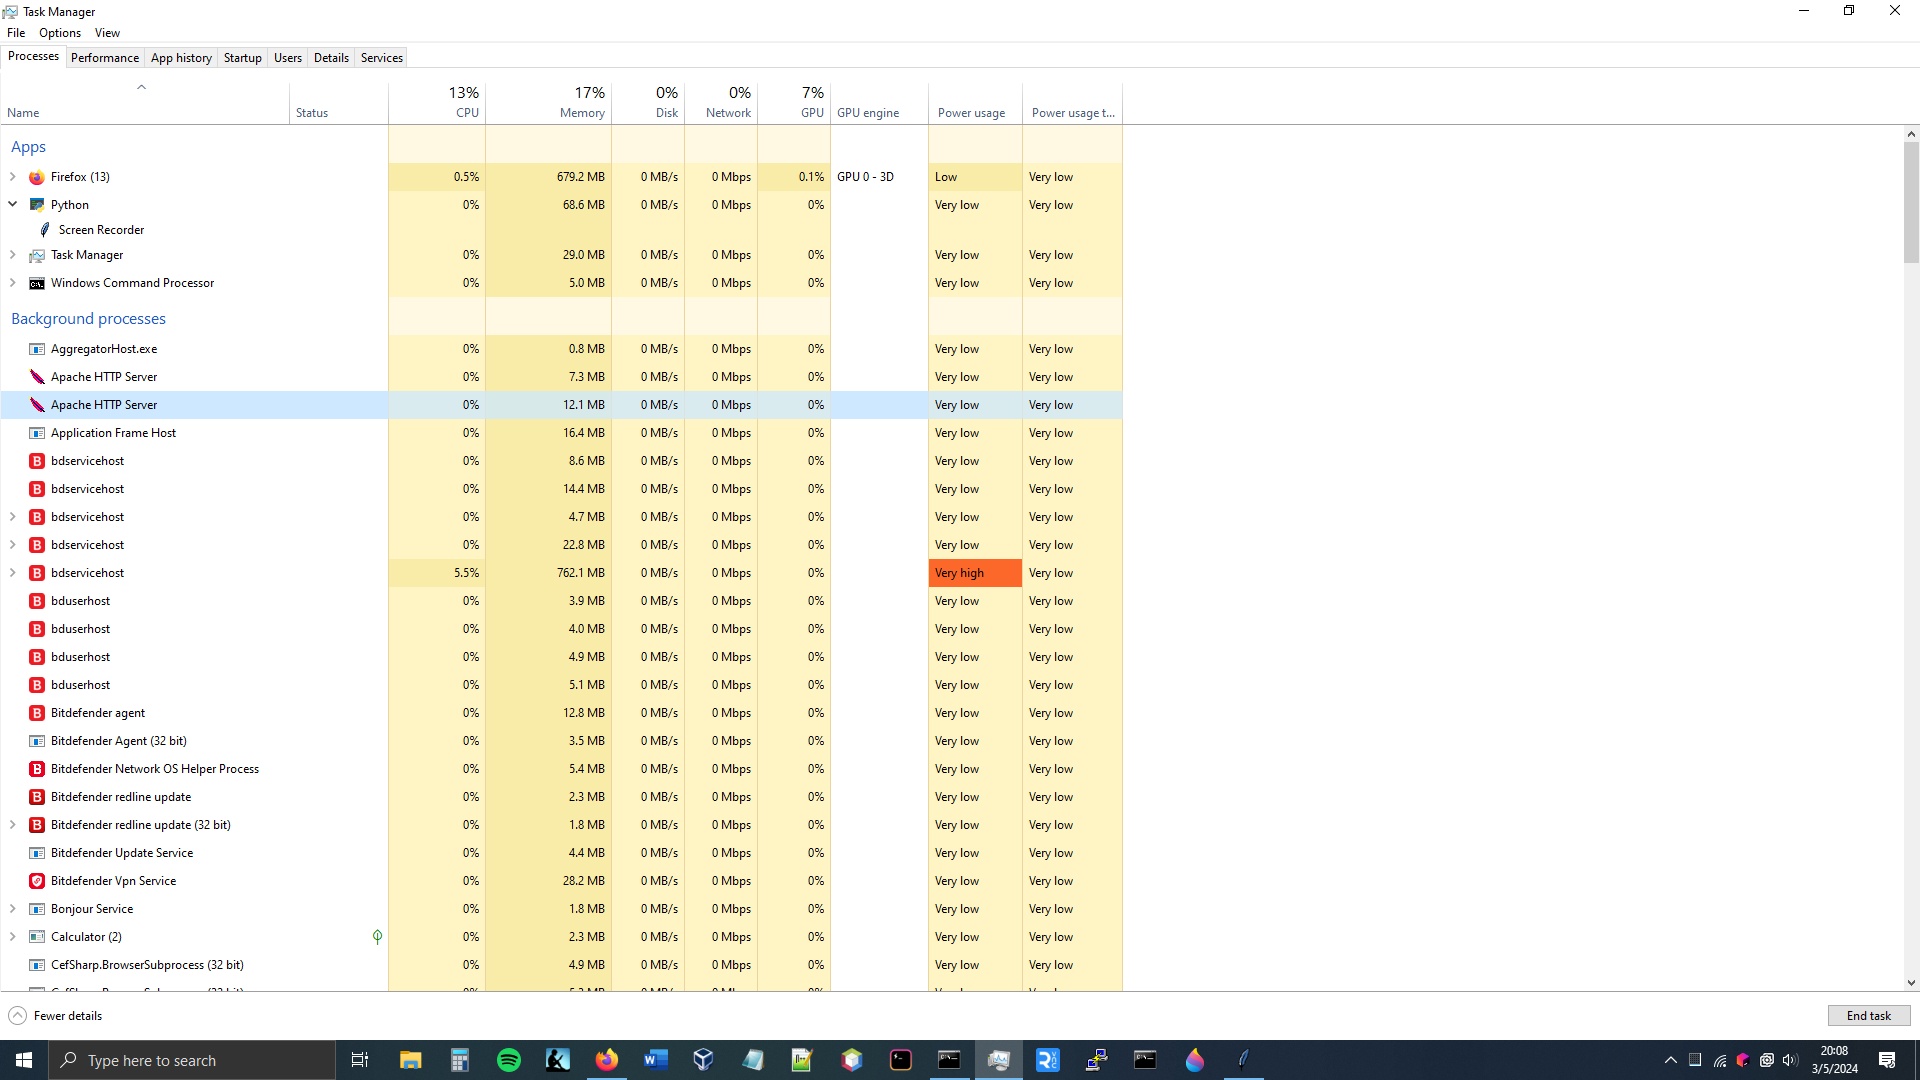 Task Manager
File Options View
Processes Performance App history Startup Users Details Services
13% 17% 0% 0% 7%
Name Status CPU Memory Disk Network GPU GPU engine Power usage Power usage t...
Apps
Firefox (13) 0.5% 679.2 MB 0 MB/s 0 Mbps 0.1% GPU 0 - 3D Low Very low
Python 0% 68.6 MB 0 MB/s 0 Mbps 0% Very low Very low
Screen Recorder
Task Manager 0% 29.0 MB 0 MB/s 0 Mbps 0% Very low Very low
Windows Command Processor 0% 5.0 MB 0 MB/s 0 Mbps 0% Very low Very low
Background processes
AggregatorHost.exe 0% 0.8 MB 0 MB/s 0 Mbps 0% Very low Very low
Apache HTTP Server 0% 7.3 MB 0 MB/s 0 Mbps 0% Very low Very low
Apache HTTP Server 0% 12.1 MB 0 MB/s 0 Mbps 0% Very low Very low
Application Frame Host 0% 16.4 MB 0 MB/s 0 Mbps 0% Very low Very low
bdservicehost 0% 8.6 MB 0 MB/s 0 Mbps 0% Very low Very low
bdservicehost 0% 14.4 MB 0 MB/s 0 Mbps 0% Very low Very low
bdservicehost 0% 4.7 MB 0 MB/s 0 Mbps 0% Very low Very low
bdservicehost 0% 22.8 MB 0 MB/s 0 Mbps 0% Very low Very low
bdservicehost 5.5% 762.1 MB 0 MB/s 0 Mbps 0% Very high Very low
bduserhost 0% 3.9 MB 0 MB/s 0 Mbps 0% Very low Very low
bduserhost 0% 4.0 MB 0 MB/s 0 Mbps 0% Very low Very low
bduserhost 0% 4.9 MB 0 MB/s 0 Mbps 0% Very low Very low
bduserhost 0% 5.1 MB 0 MB/s 0 Mbps 0% Very low Very low
Bitdefender agent 0% 12.8 MB 0 MB/s 0 Mbps 0% Very low Very low
Bitdefender Agent (32 bit) 0% 3.5 MB 0 MB/s 0 Mbps 0% Very low Very low
Bitdefender Network OS Helper Process 0% 5.4 MB 0 MB/s 0 Mbps 0% Very low Very low
Bitdefender redline update 0% 2.3 MB 0 MB/s 0 Mbps 0% Very low Very low
Bitdefender redline update (32 bit) 0% 1.8 MB 0 MB/s 0 Mbps 0% Very low Very low
Bitdefender Update Service 0% 4.4 MB 0 MB/s 0 Mbps 0% Very low Very low
Bitdefender Vpn Service 0% 28.2 MB 0 MB/s 0 Mbps 0% Very low Very low
Bonjour Service 0% 1.8 MB 0 MB/s 0 Mbps 0% Very low Very low
Calculator (2) 0% 2.3 MB 0 MB/s 0 Mbps 0% Very low Very low
CefSharp.BrowserSubprocess (32 bit) 0% 4.9 MB 0 MB/s 0 Mbps 0% Very low Very low
Fewer details End task
Type here to search
20:08
3/5/2024